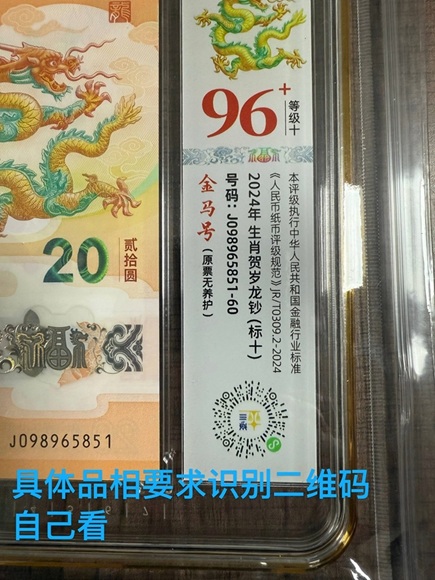 96+
等级十
本评级执行中华人民共和国金融行业标准
《人民币纸币评级规范》JR/T0309.2-2024
2024年 生肖贺岁龙钞 (标十)
号码:J098965851-60
金马号 (原票无养护)
20
贰拾圆
J098965851
具体品相要求识别二维码
自己看